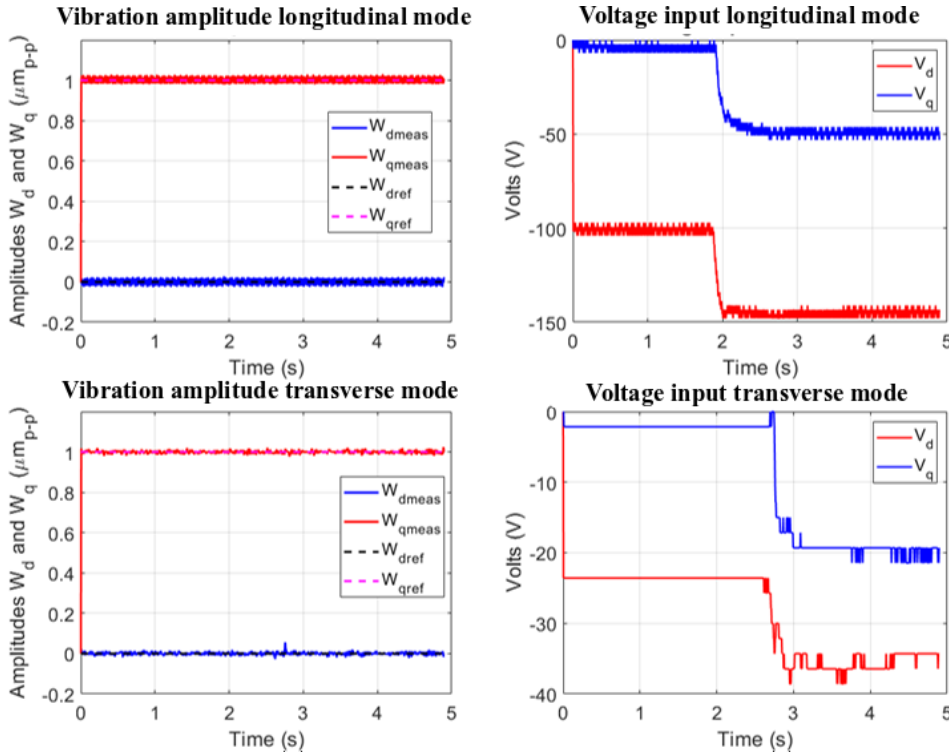 Vibration amplitude longitudinal mode
Amplitudes W_d and W_q (μm_p-p)
1
0.8
0.6
0.4
0.2
0
-0.2
W_dmeas
W_qmeas
W_dref
W_qref
0 1 2 3 4 5
Time (s)
Voltage input longitudinal mode
Volts (V)
0
-50
-100
-150
V_d
V_q
0 1 2 3 4 5
Time (s)
Vibration amplitude transverse mode
Amplitudes W_d and W_q (μm_p-p)
1
0.8
0.6
0.4
0.2
0
-0.2
W_dmeas
W_qmeas
W_dref
W_qref
0 1 2 3 4 5
Time (s)
Voltage input transverse mode
Volts (V)
0
-10
-20
-30
-40
V_d
V_q
0 1 2 3 4 5
Time (s)